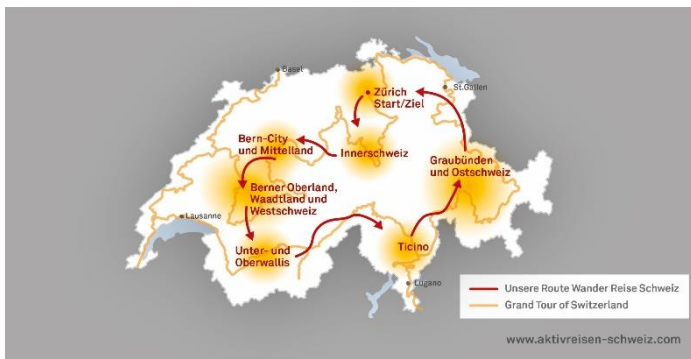 Basel
Zürich
Start/Ziel
St.Gallen
Bern-City
und Mittelland
Innerschweiz
Graubünden
und Ostschweiz
Berner Oberland,
Waadtland und
Westschweiz
Lausanne
Unter- und
Oberwallis
Ticino
Lugano
Unsere Route Wander Reise Schweiz
Grand Tour of Switzerland
www.aktivreisen-schweiz.com